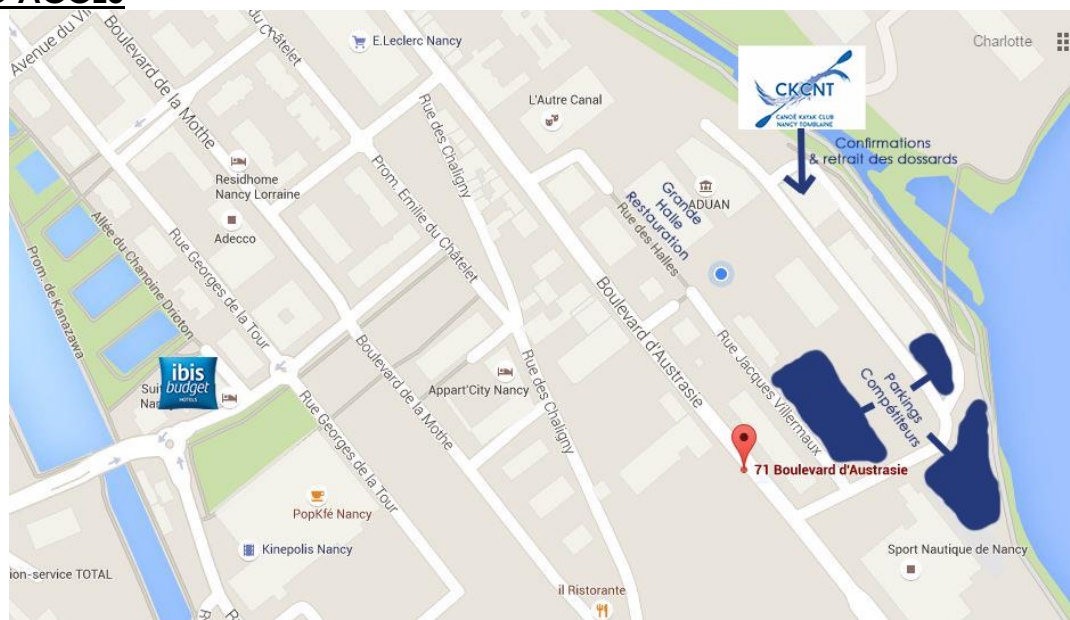 D'ACCÈS
Charlotte
E.Leclerc Nancy
Avenue du Vi
Boulevard de la Mothe
du Châtelet
Rue des Chaligny
L'Autre Canal
CKCNT
CANOË KAYAK CLUB
NANCY TOMBLAINE
Confirmations
& retrait des dossards
Residhome
Nancy Lorraine
Adecco
Prom. Emilie du Châtelet
ADUAN
Grande
Halle
Restauration
Rue des Halles
Allée du Chanoine Drioton
Prom. de Kanazawa
Rue Georges de la Tour
Boulevard d'Austrasie
Rue Jacques Villermaux
Parkings
Compétiteurs
ibis
budget
HOTELS
Sui
Na
Appart'City Nancy
Boulevard de la Mothe
Rue des Chaligny
Rue Georges de la Tour
71 Boulevard d'Austrasie
PopKfé Nancy
Kinepolis Nancy
Sport Nautique de Nancy
ion-service TOTAL
il Ristorante